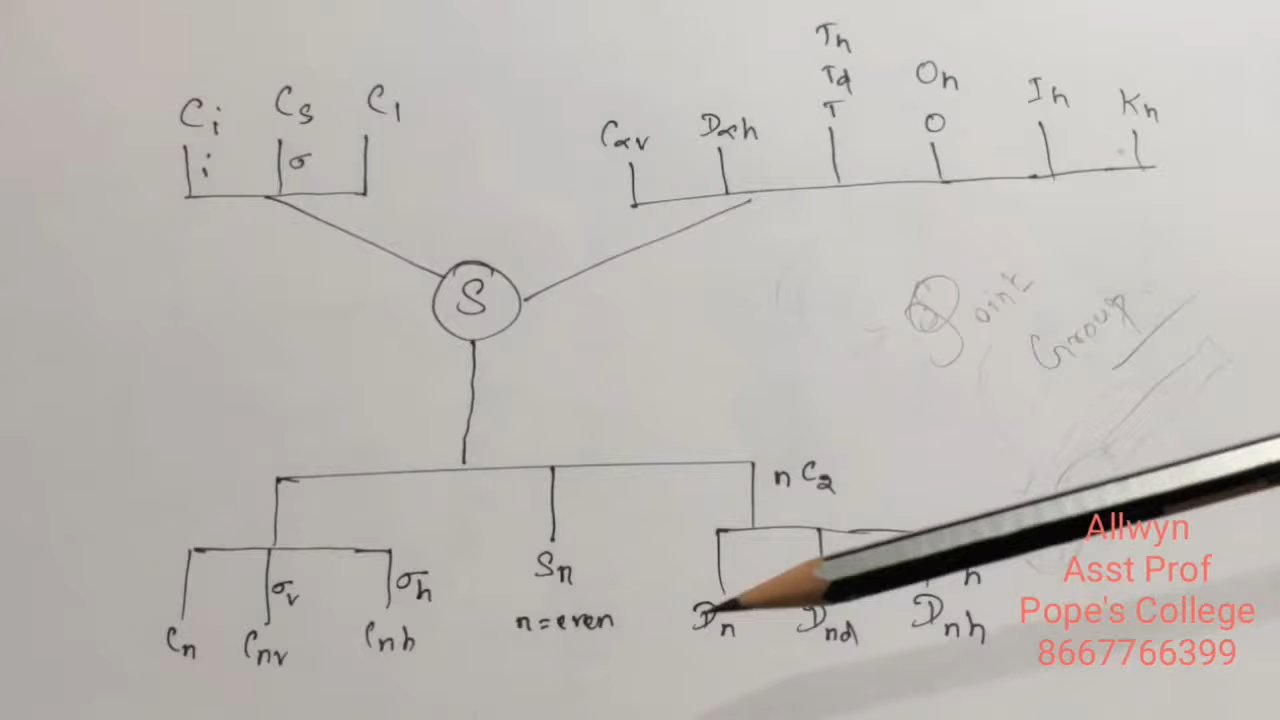 Ci Cs C1
i σ
Th
Td
T
Oh
O
Ih
Kh
C∝v D∝h
S
Point
Group
n C2
σv σh
Cn Cnv Cnh
Sn
n = even
h
Dn Dnd Dnh
Allwyn
Asst Prof
Pope's College
8667766399